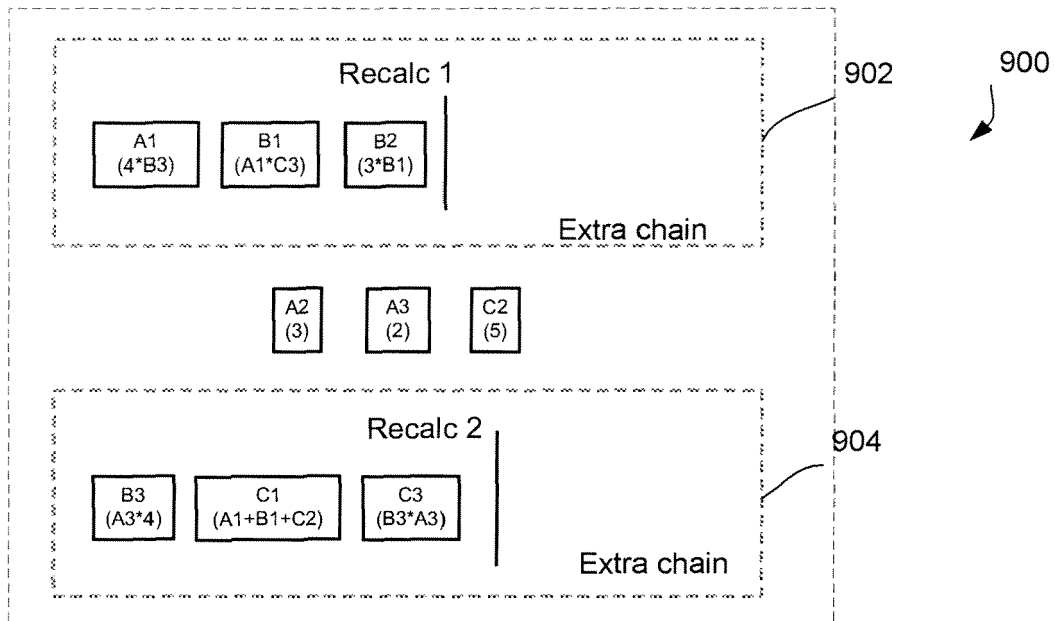 900
902
Recalc 1
A1
(4*B3)
B1
(A1*C3)
B2
(3*B1)
Extra chain
A2
(3)
A3
(2)
C2
(5)
904
Recalc 2
B3
(A3*4)
C1
(A1+B1+C2)
C3
(B3*A3)
Extra chain